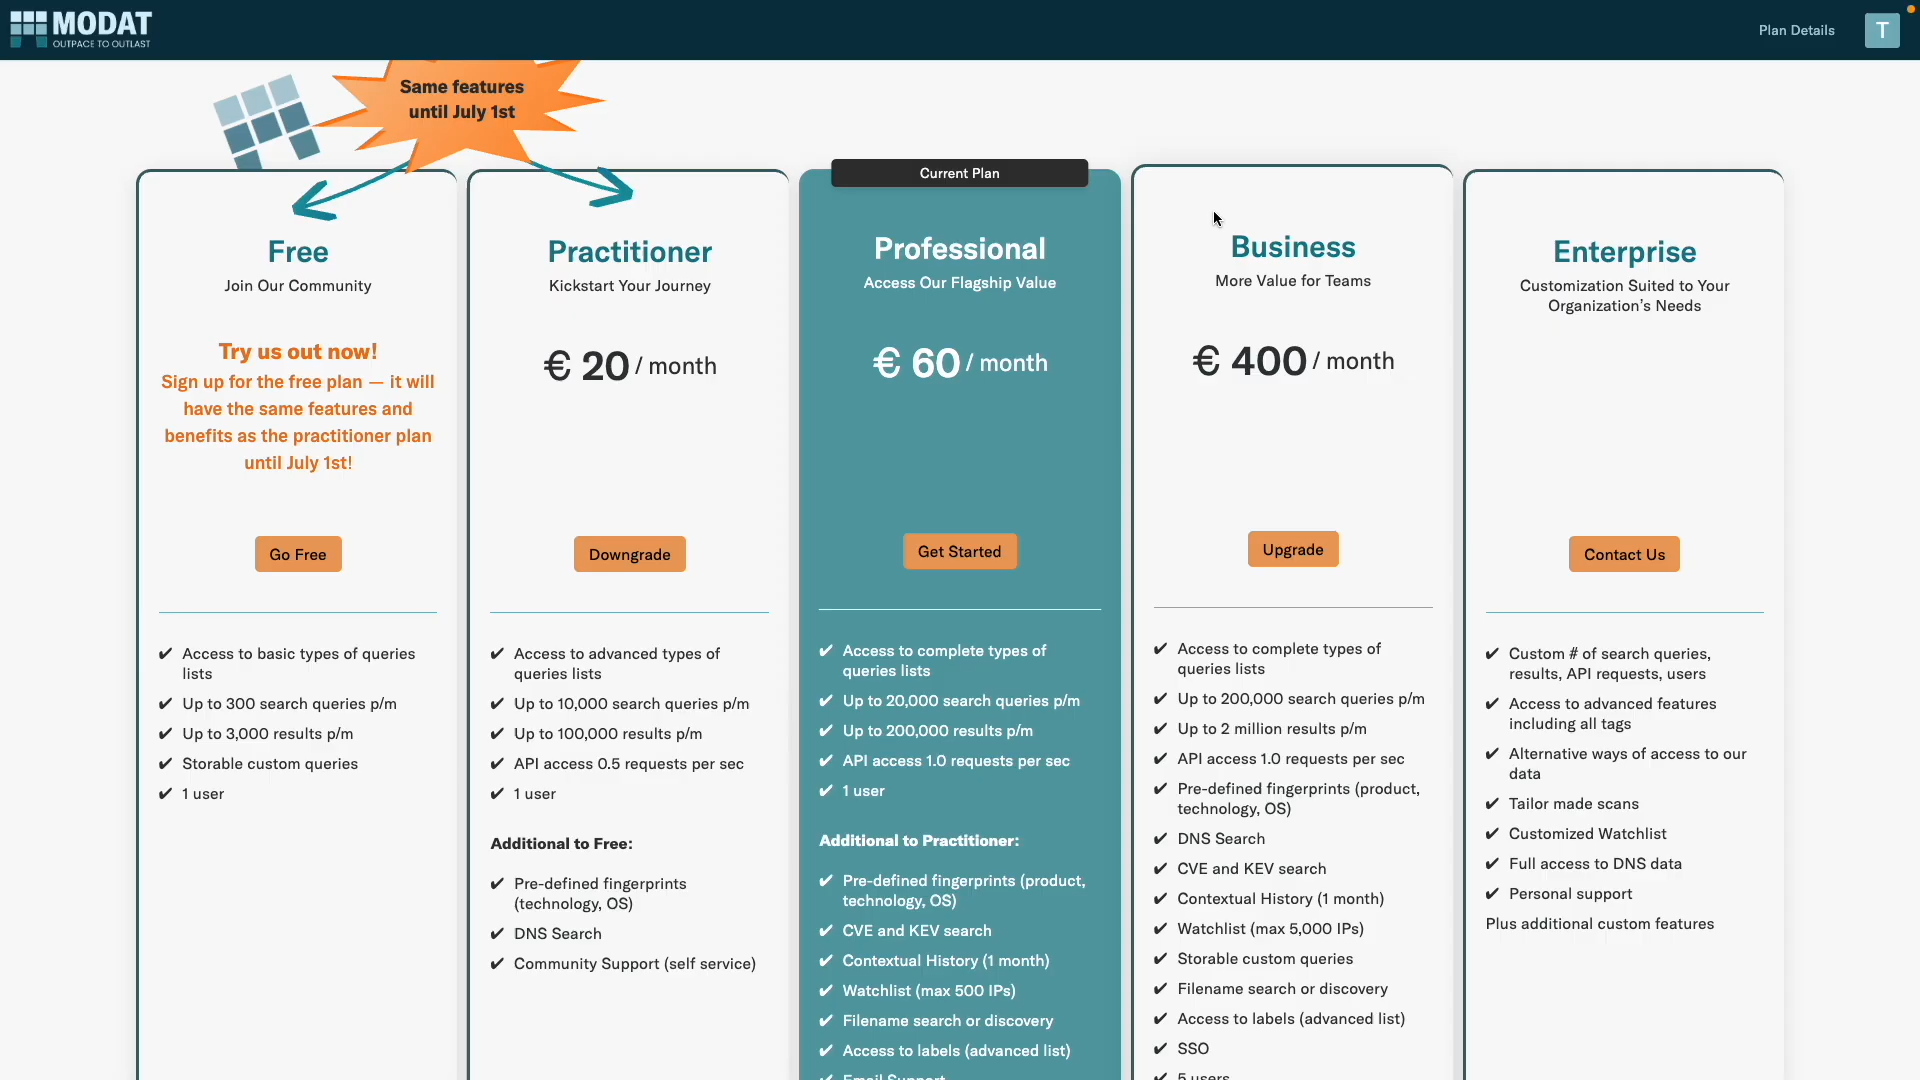 MODAT
OUTPACE TO OUTLAST
Plan Details
T
Same features
until July 1st
Free
Join Our Community
Try us out now!
Sign up for the free plan — it will
have the same features and
benefits as the practitioner plan
until July 1st!
Go Free
✔ Access to basic types of queries
lists
✔ Up to 300 search queries p/m
✔ Up to 3,000 results p/m
✔ Storable custom queries
✔ 1 user
Practitioner
Kickstart Your Journey
€ 20 / month
Downgrade
✔ Access to advanced types of
queries lists
✔ Up to 10,000 search queries p/m
✔ Up to 100,000 results p/m
✔ API access 0.5 requests per sec
✔ 1 user
Additional to Free:
✔ Pre-defined fingerprints
(technology, OS)
✔ DNS Search
✔ Community Support (self service)
Current Plan
Professional
Access Our Flagship Value
€ 60 / month
Get Started
✔ Access to complete types of
queries lists
✔ Up to 20,000 search queries p/m
✔ Up to 200,000 results p/m
✔ API access 1.0 requests per sec
✔ 1 user
Additional to Practitioner:
✔ Pre-defined fingerprints (product,
technology, OS)
✔ CVE and KEV search
✔ Contextual History (1 month)
✔ Watchlist (max 500 IPs)
✔ Filename search or discovery
✔ Access to labels (advanced list)
✔ Email Support
Business
More Value for Teams
€ 400 / month
Upgrade
✔ Access to complete types of
queries lists
✔ Up to 200,000 search queries p/m
✔ Up to 2 million results p/m
✔ API access 1.0 requests per sec
✔ Pre-defined fingerprints (product,
technology, OS)
✔ DNS Search
✔ CVE and KEV search
✔ Contextual History (1 month)
✔ Watchlist (max 5,000 IPs)
✔ Storable custom queries
✔ Filename search or discovery
✔ Access to labels (advanced list)
✔ SSO
✔ 5 users
Enterprise
Customization Suited to Your
Organization’s Needs
Contact Us
✔ Custom # of search queries,
results, API requests, users
✔ Access to advanced features
including all tags
✔ Alternative ways of access to our
data
✔ Tailor made scans
✔ Customized Watchlist
✔ Full access to DNS data
✔ Personal support
Plus additional custom features